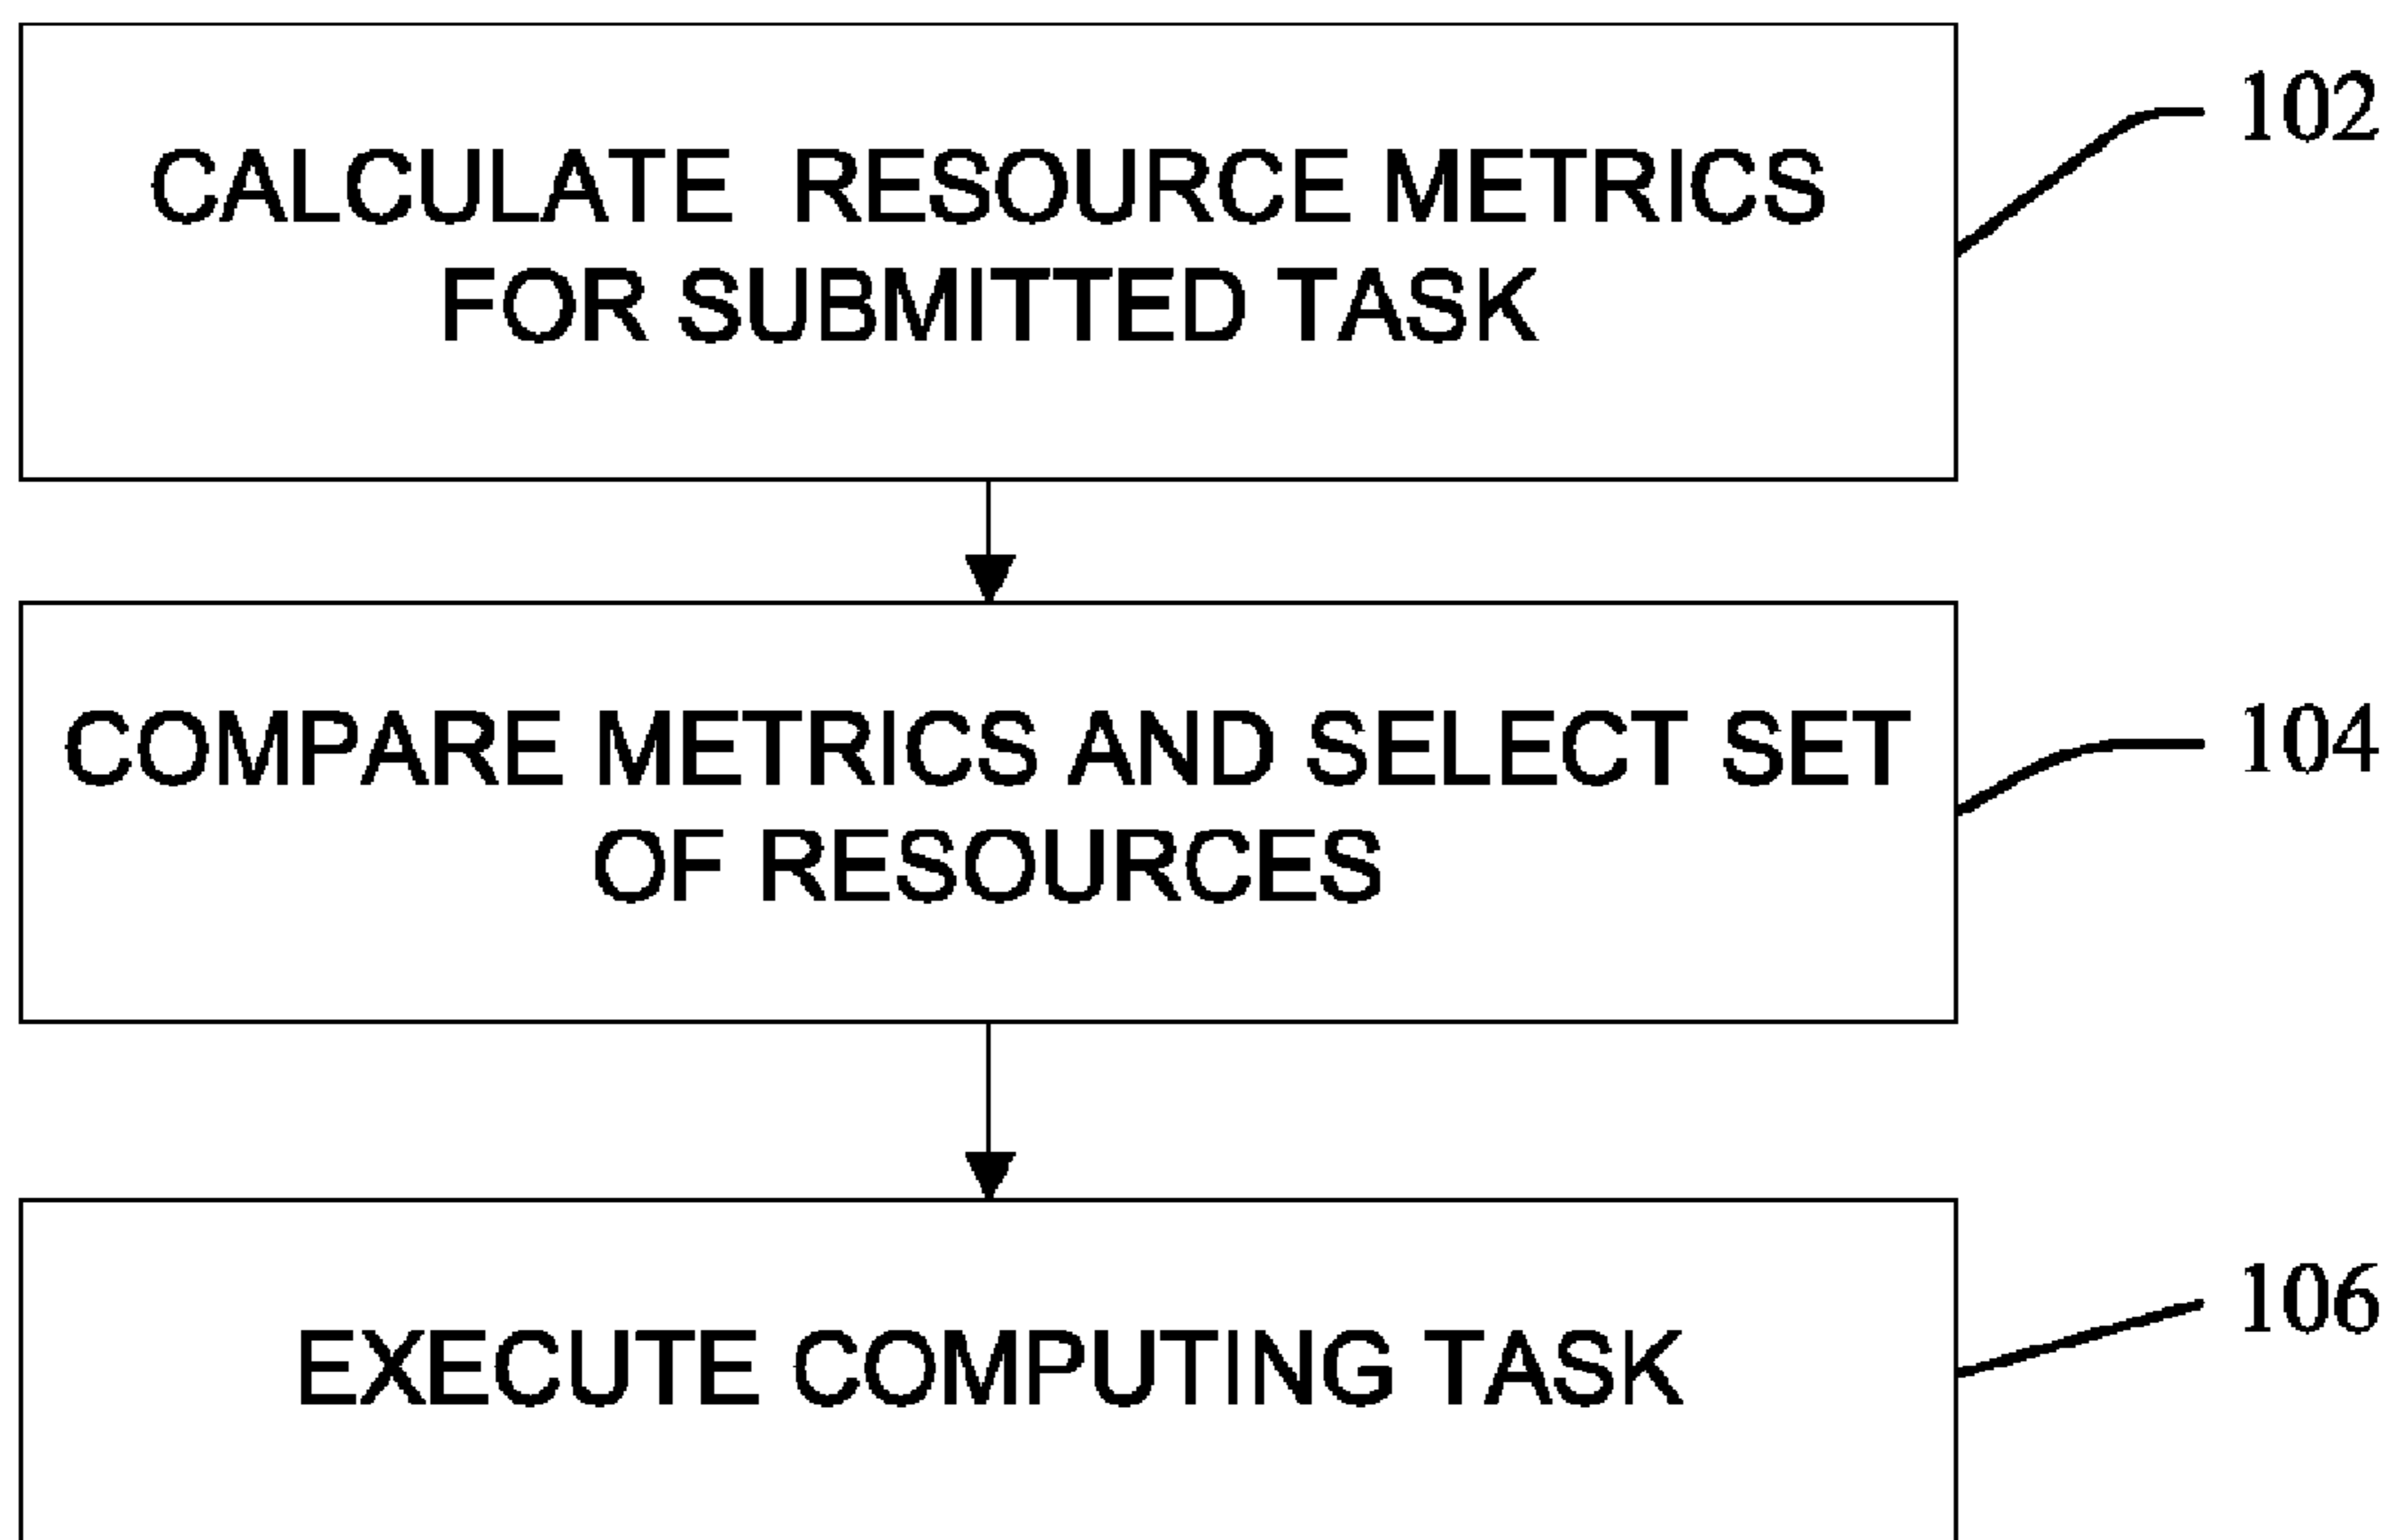 102
CALCULATE RESOURCE METRICS
FOR SUBMITTED TASK
104
COMPARE METRICS AND SELECT SET
OF RESOURCES
106
EXECUTE COMPUTING TASK